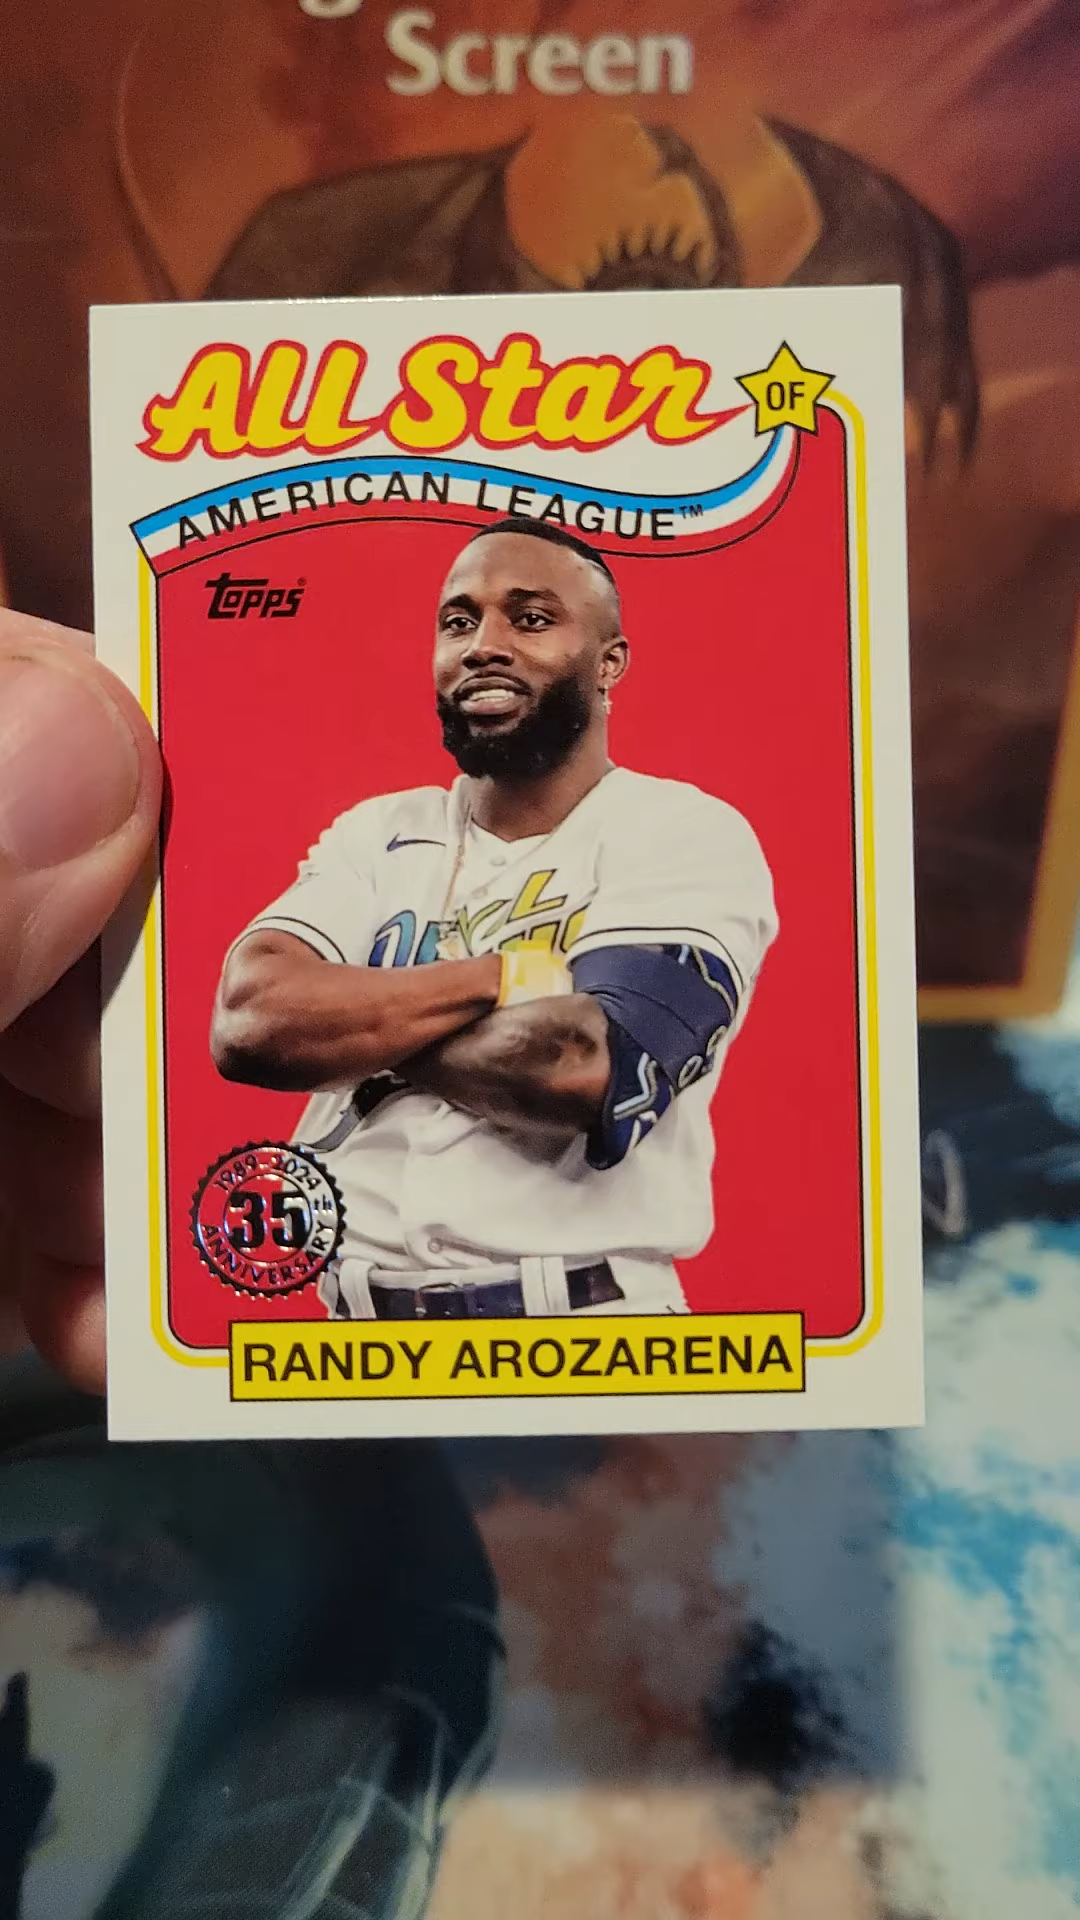 Screen
All Star
OF
AMERICAN LEAGUE™
TOPPS®
1989-2024
35th
ANNIVERSARY
RANDY AROZARENA